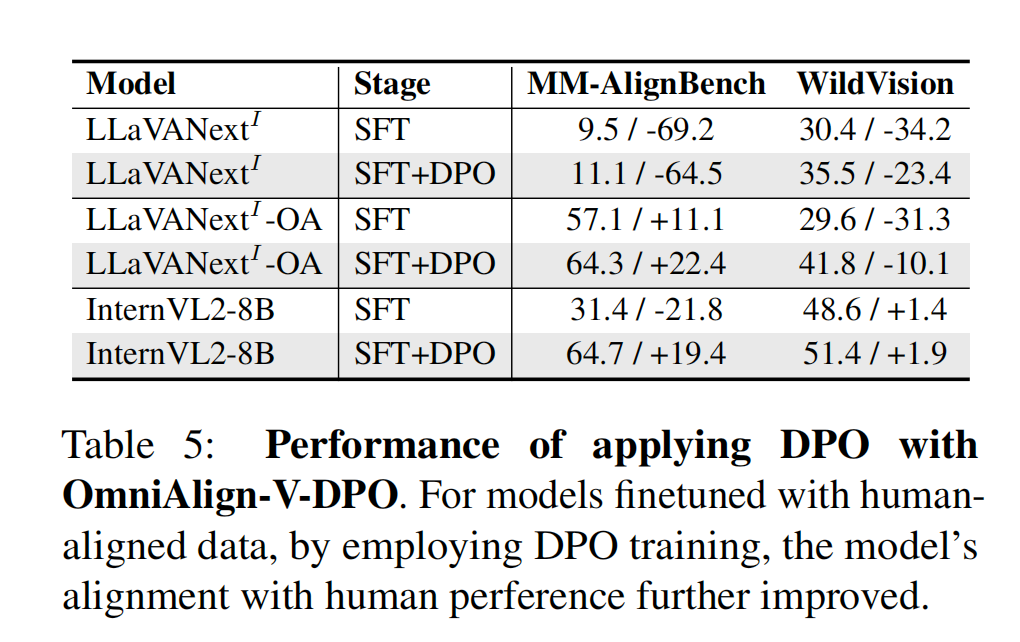 Model Stage MM-AlignBench WildVision
LLaVANext^I SFT 9.5 / -69.2 30.4 / -34.2
LLaVANext^I SFT+DPO 11.1 / -64.5 35.5 / -23.4
LLaVANext^I-OA SFT 57.1 / +11.1 29.6 / -31.3
LLaVANext^I-OA SFT+DPO 64.3 / +22.4 41.8 / -10.1
InternVL2-8B SFT 31.4 / -21.8 48.6 / +1.4
InternVL2-8B SFT+DPO 64.7 / +19.4 51.4 / +1.9
Table 5: Performance of applying DPO with
OmniAlign-V-DPO. For models finetuned with human-
aligned data, by employing DPO training, the model's
alignment with human perference further improved.